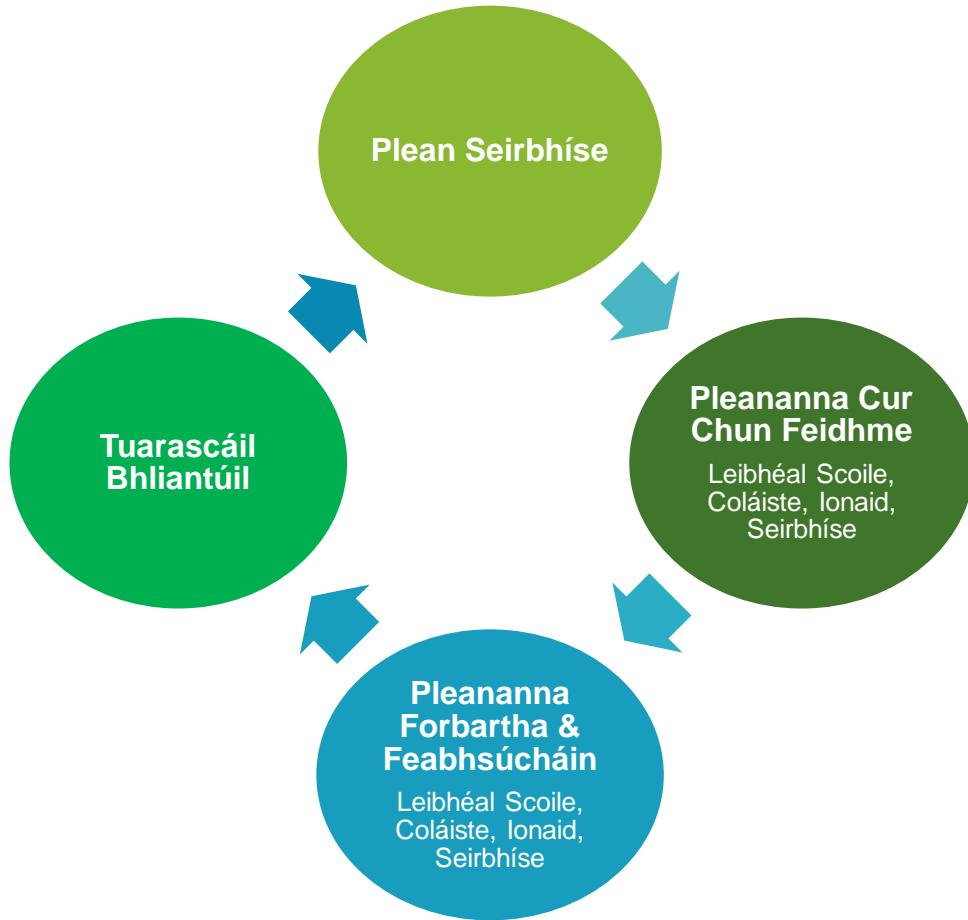 Plean Seirbhíse
Pleananna Cur
Chun Feidhme
Leibhéal Scoile,
Coláiste, Ionaid,
Seirbhíse
Pleananna
Forbartha &
Feabhsúcháin
Leibhéal Scoile,
Coláiste, Ionaid,
Seirbhíse
Tuarascáil
Bhliantúil